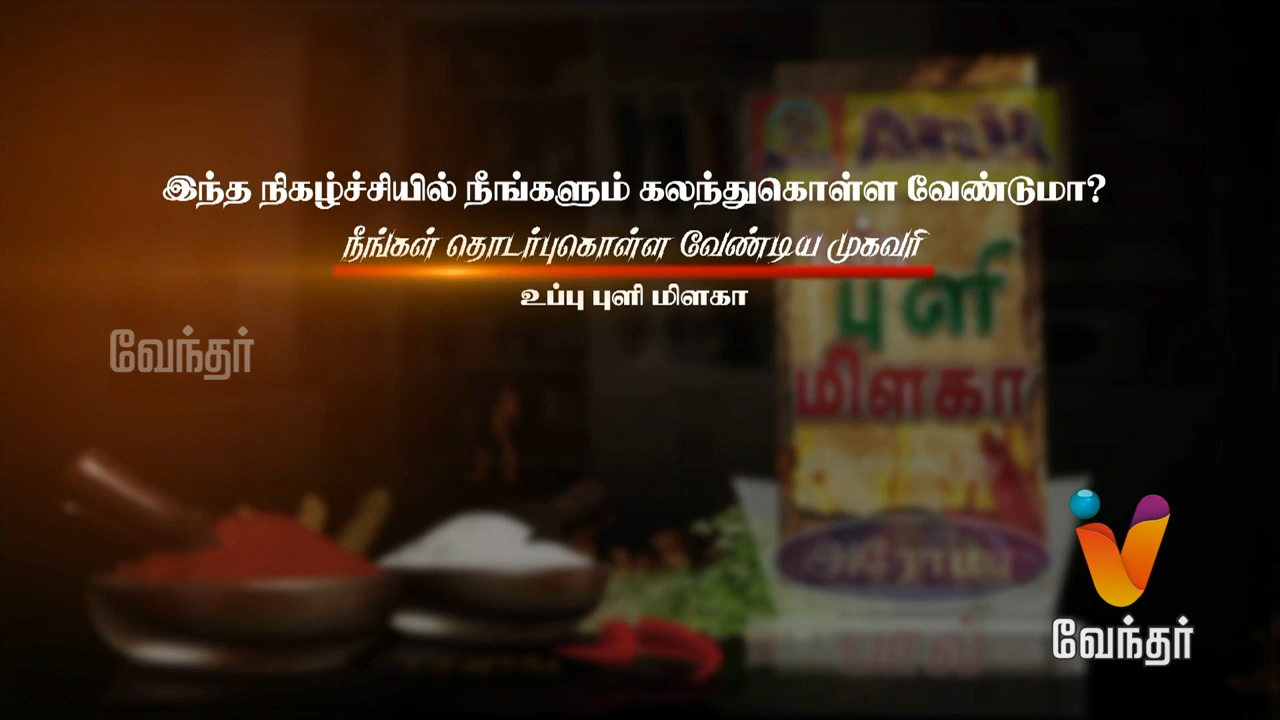 இந்த நிகழ்ச்சியில் நீங்களும் கலந்துகொள்ள வேண்டுமா?
நீங்கள் தொடர்புகொள்ள வேண்டிய முகவரி
உப்பு புளி மிளகா
வேந்தர்
புளி
மிளகா
வேந்தர்
பால்